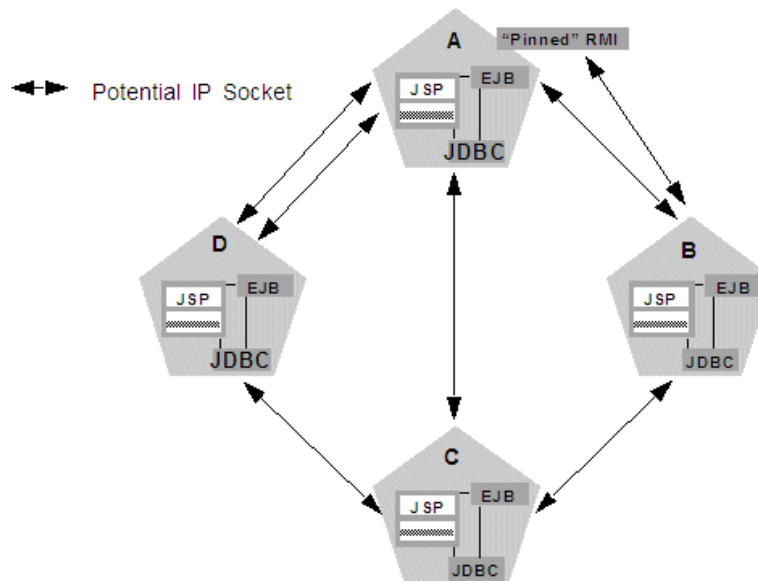 A
"Pinned" RMI
EJB
JSP
JDBC
Potential IP Socket
D
EJB
JSP
JDBC
B
EJB
JSP
JDBC
C
EJB
JSP
JDBC